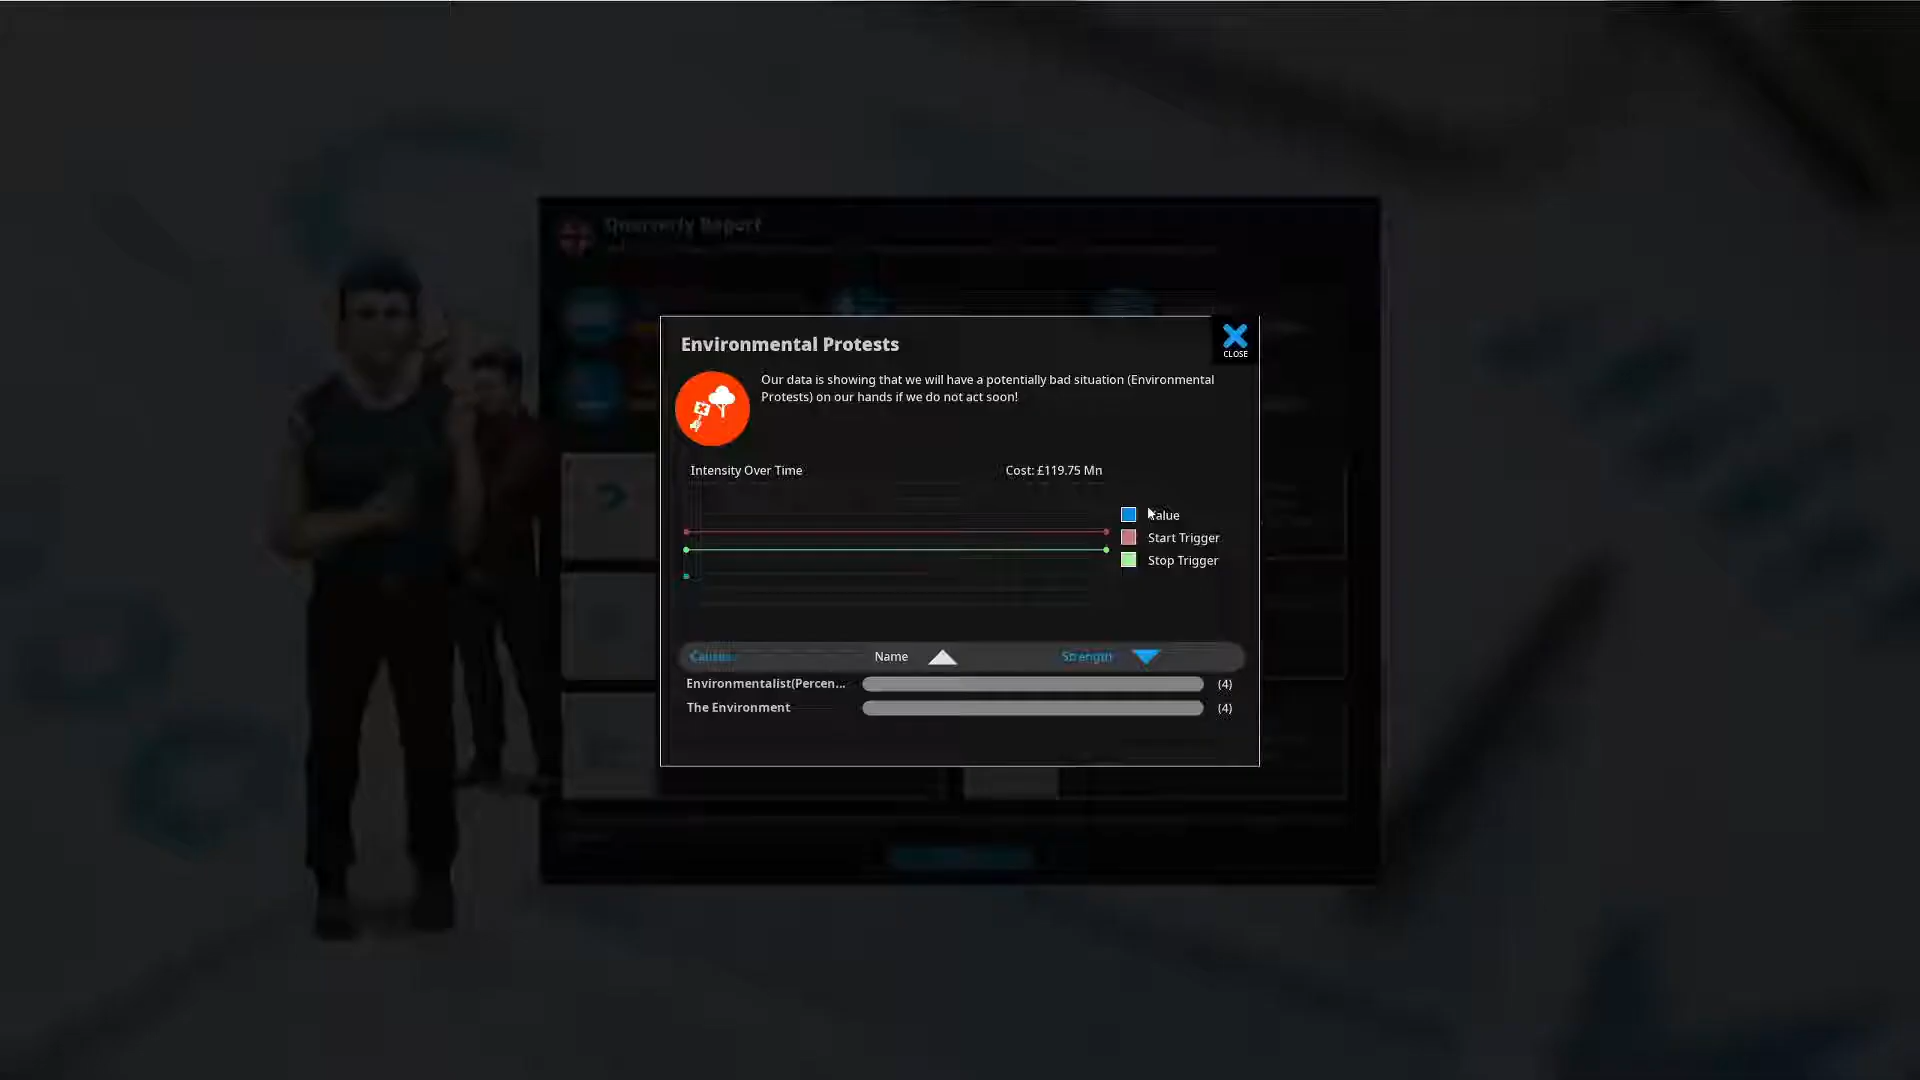 Quarterly Report
Environmental Protests
CLOSE
Our data is showing that we will have a potentially bad situation (Environmental
Protests) on our hands if we do not act soon!
Intensity Over Time
Cost: £119.75 Mn
Value
Start Trigger
Stop Trigger
Causes Name Strength
Environmentalist(Percen... (4)
The Environment (4)